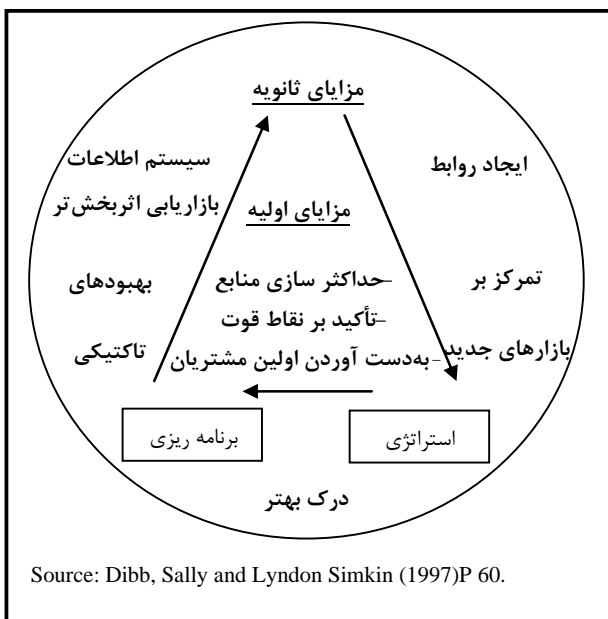 مزایای ثانویه
ایجاد روابط
سیستم اطلاعات
بازاریابی اثربخش‌تر
مزایای اولیه
تمرکز بر
بازارهای جدید
بهبودهای
تاکتیکی
-حداکثر سازی منابع
-تأکید بر نقاط قوت
-به‌دست آوردن اولین مشتریان
استراتژی
برنامه ریزی
درک بهتر
Source: Dibb, Sally and Lyndon Simkin (1997)P 60.